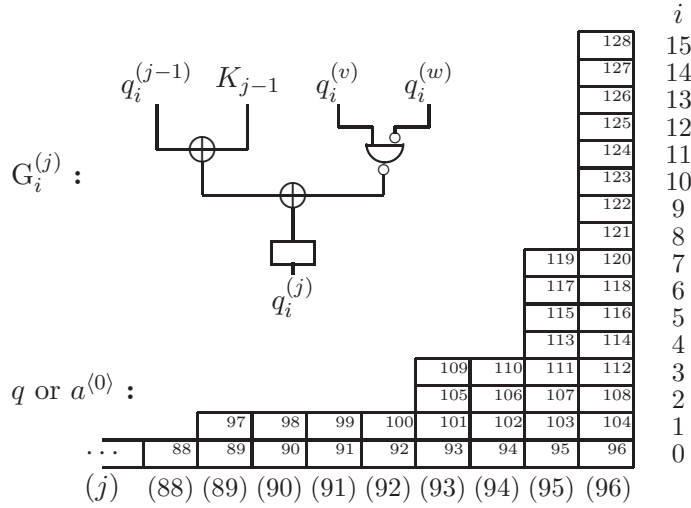 i
128 15
q_i^{(j-1)} K_{j-1} q_i^{(v)} q_i^{(w)} 127 14
126 13
125 12
124 11
G_i^{(j)} : 123 10
122 9
121 8
119 120 7
117 118 6
q_i^{(j)} 115 116 5
113 114 4
109 110 111 112 3
q or a^{⟨0⟩} : 105 106 107 108 2
97 98 99 100 101 102 103 104 1
... 88 89 90 91 92 93 94 95 96 0
(j) (88) (89) (90) (91) (92) (93) (94) (95) (96)